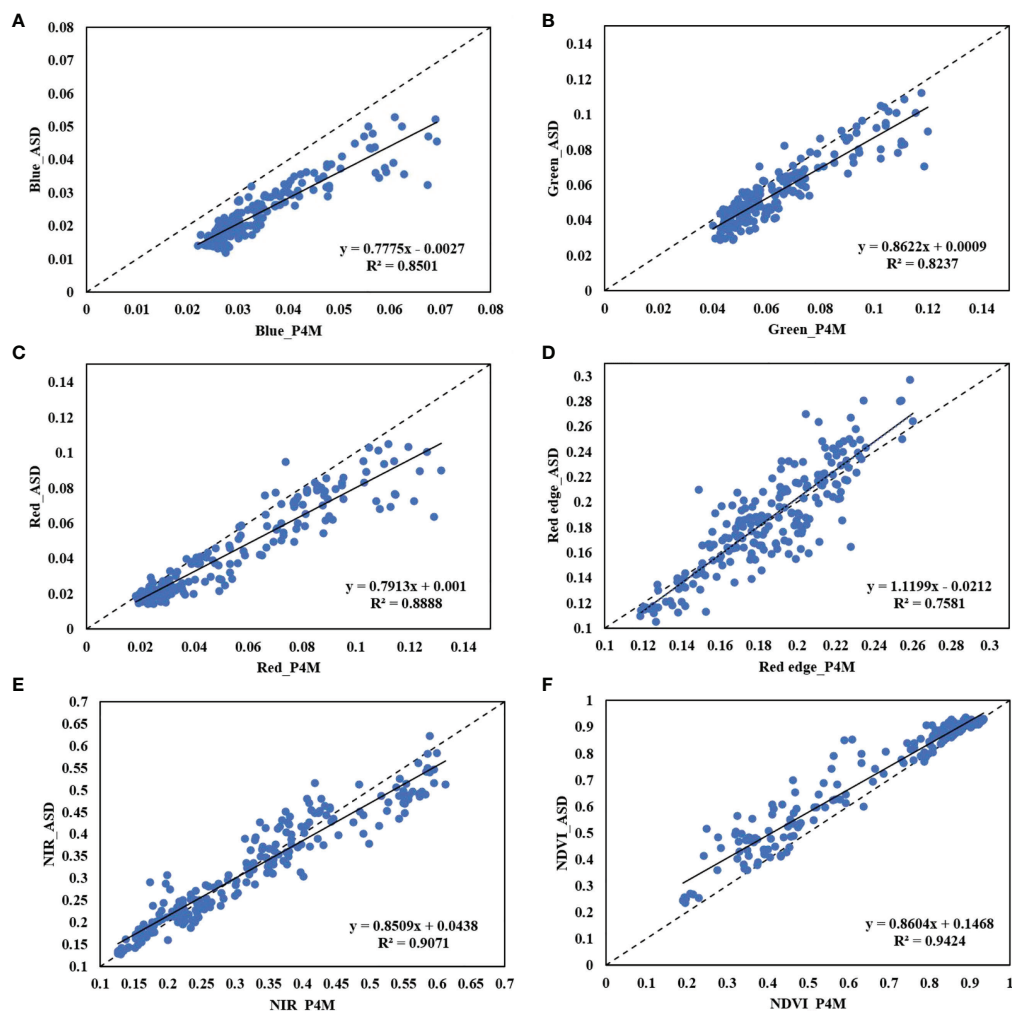 A
0.08
0.07
0.06
0.05
0.04
0.03
0.02
0.01
0
Blue_ASD
y = 0.7775x - 0.0027
R² = 0.8501
0 0.01 0.02 0.03 0.04 0.05 0.06 0.07 0.08
Blue_P4M
B
0.14
0.12
0.1
0.08
0.06
0.04
0.02
0
Green_ASD
y = 0.8622x + 0.0009
R² = 0.8237
0 0.02 0.04 0.06 0.08 0.1 0.12 0.14
Green_P4M
C
0.14
0.12
0.1
0.08
0.06
0.04
0.02
0
Red_ASD
y = 0.7913x + 0.001
R² = 0.8888
0 0.02 0.04 0.06 0.08 0.1 0.12 0.14
Red_P4M
D
0.3
0.28
0.26
0.24
0.22
0.2
0.18
0.16
0.14
0.12
0.1
Red edge_ASD
y = 1.1199x - 0.0212
R² = 0.7581
0.1 0.12 0.14 0.16 0.18 0.2 0.22 0.24 0.26 0.28 0.3
Red edge_P4M
E
0.7
0.65
0.6
0.55
0.5
0.45
0.4
0.35
0.3
0.25
0.2
0.15
0.1
NIR_ASD
y = 0.8509x + 0.0438
R² = 0.9071
0.1 0.15 0.2 0.25 0.3 0.35 0.4 0.45 0.5 0.55 0.6 0.65 0.7
NIR_P4M
F
1
0.9
0.8
0.7
0.6
0.5
0.4
0.3
0.2
0.1
0
NDVI_ASD
y = 0.8604x + 0.1468
R² = 0.9424
0 0.1 0.2 0.3 0.4 0.5 0.6 0.7 0.8 0.9 1
NDVI_P4M